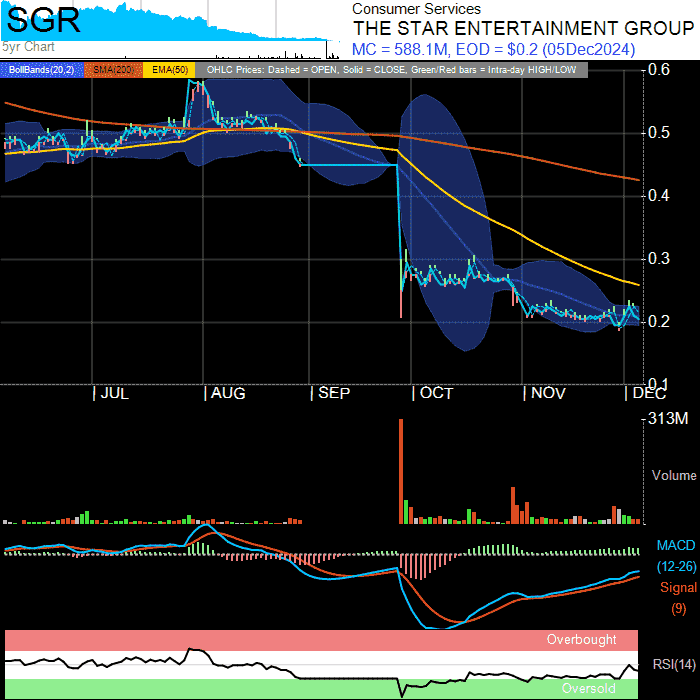 SGR
Consumer Services
THE STAR ENTERTAINMENT GROUP
5yr Chart
MC = 588.1M, EOD = $0.2 (05Dec2024)
BollBands(20,2) SMA(200) EMA(50) OHLC Prices: Dashed = OPEN, Solid = CLOSE, Green/Red bars = Intra-day HIGH/LOW
0.6
0.5
0.4
0.3
0.2
0.1
JUL AUG SEP OCT NOV DEC
313M
Volume
MACD
(12-26)
Signal
(9)
Overbought
RSI(14)
Oversold